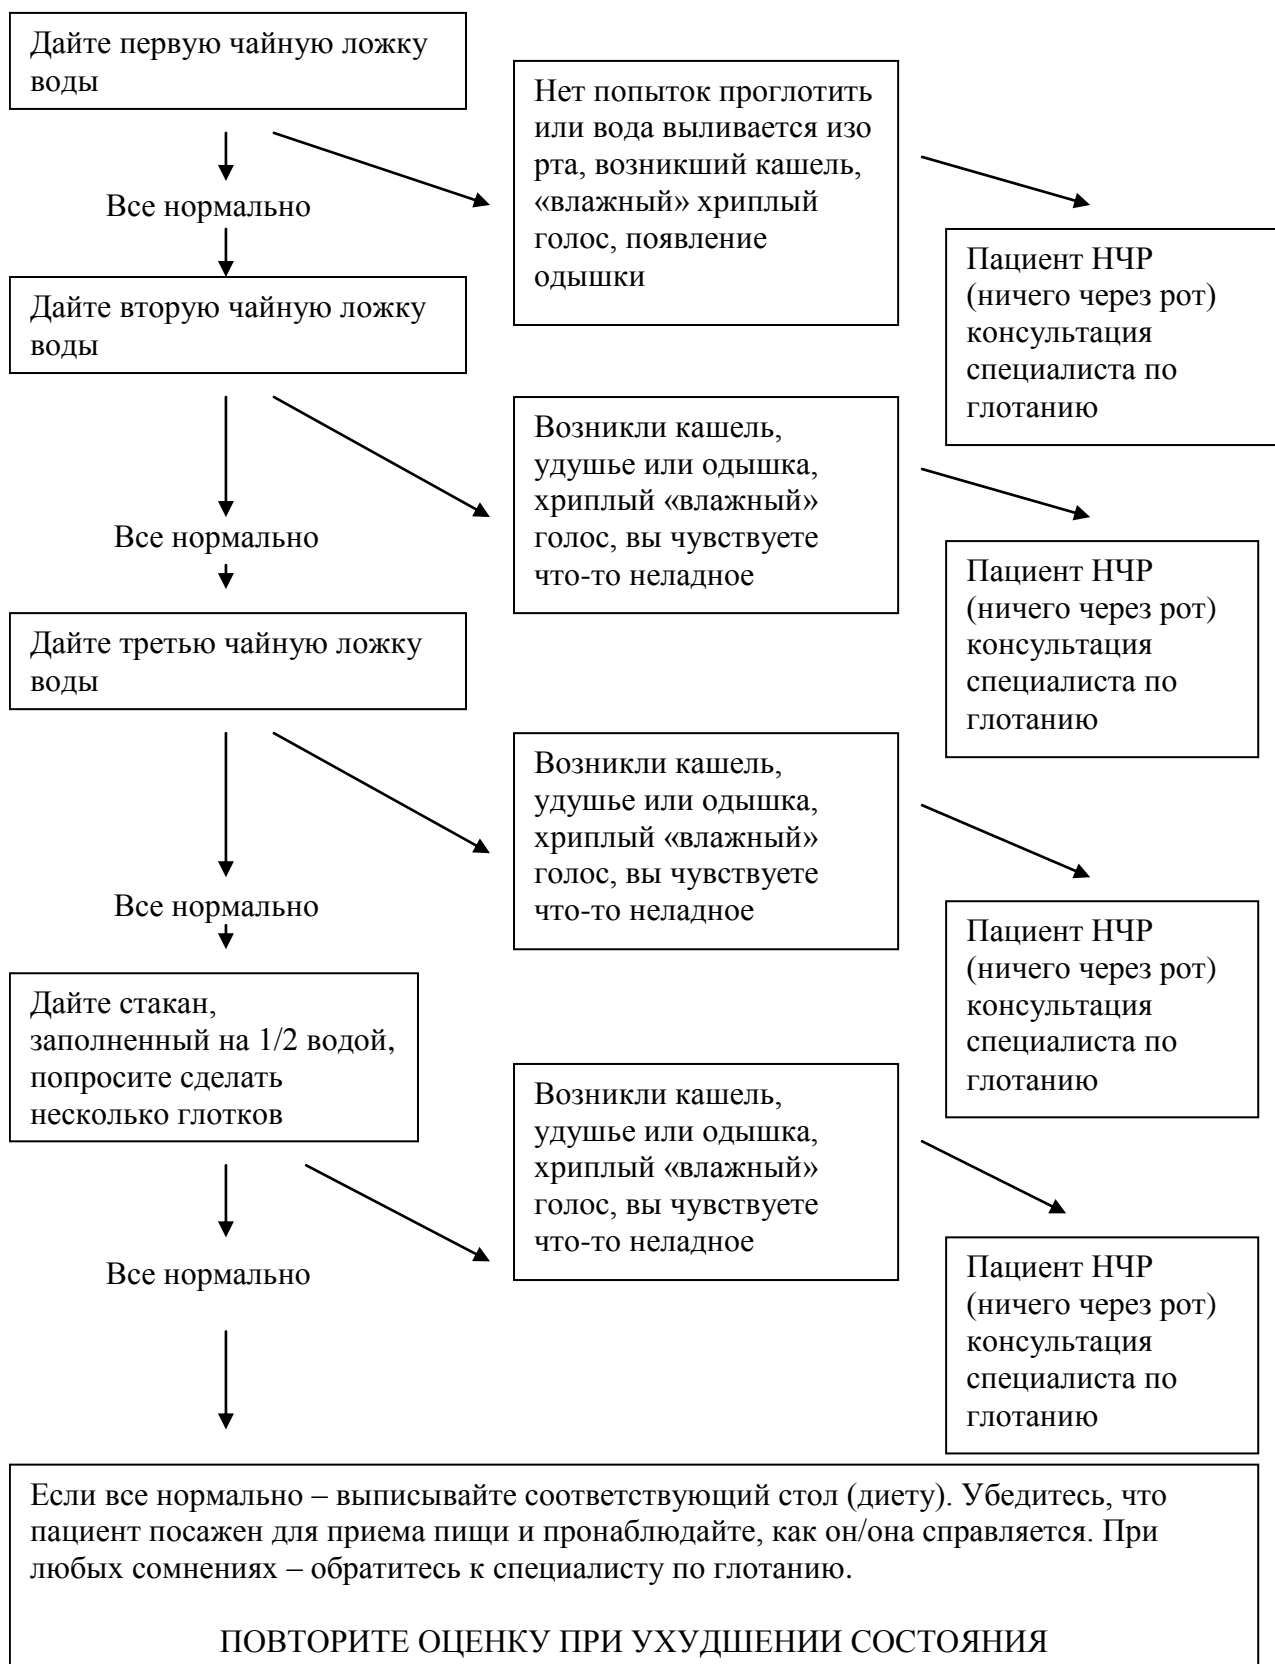 Дайте первую чайную ложку
воды
Нет попыток проглотить
или вода выливается изо
рта, возникший кашель,
«влажный» хриплый
голос, появление
одышки
Пациент НЧР
(ничего через рот)
консультация
специалиста по
глотанию
Все нормально
Дайте вторую чайную ложку
воды
Возникли кашель,
удушье или одышка,
хриплый «влажный»
голос, вы чувствуете
что-то неладное
Пациент НЧР
(ничего через рот)
консультация
специалиста по
глотанию
Все нормально
Дайте третью чайную ложку
воды
Возникли кашель,
удушье или одышка,
хриплый «влажный»
голос, вы чувствуете
что-то неладное
Пациент НЧР
(ничего через рот)
консультация
специалиста по
глотанию
Все нормально
Дайте стакан,
заполненный на 1/2 водой,
попросите сделать
несколько глотков
Возникли кашель,
удушье или одышка,
хриплый «влажный»
голос, вы чувствуете
что-то неладное
Пациент НЧР
(ничего через рот)
консультация
специалиста по
глотанию
Все нормально
Если все нормально – выписывайте соответствующий стол (диету). Убедитесь, что
пациент посажен для приема пищи и пронаблюдайте, как он/она справляется. При
любых сомнениях – обратитесь к специалисту по глотанию.
ПОВТОРИТЕ ОЦЕНКУ ПРИ УХУДШЕНИИ СОСТОЯНИЯ